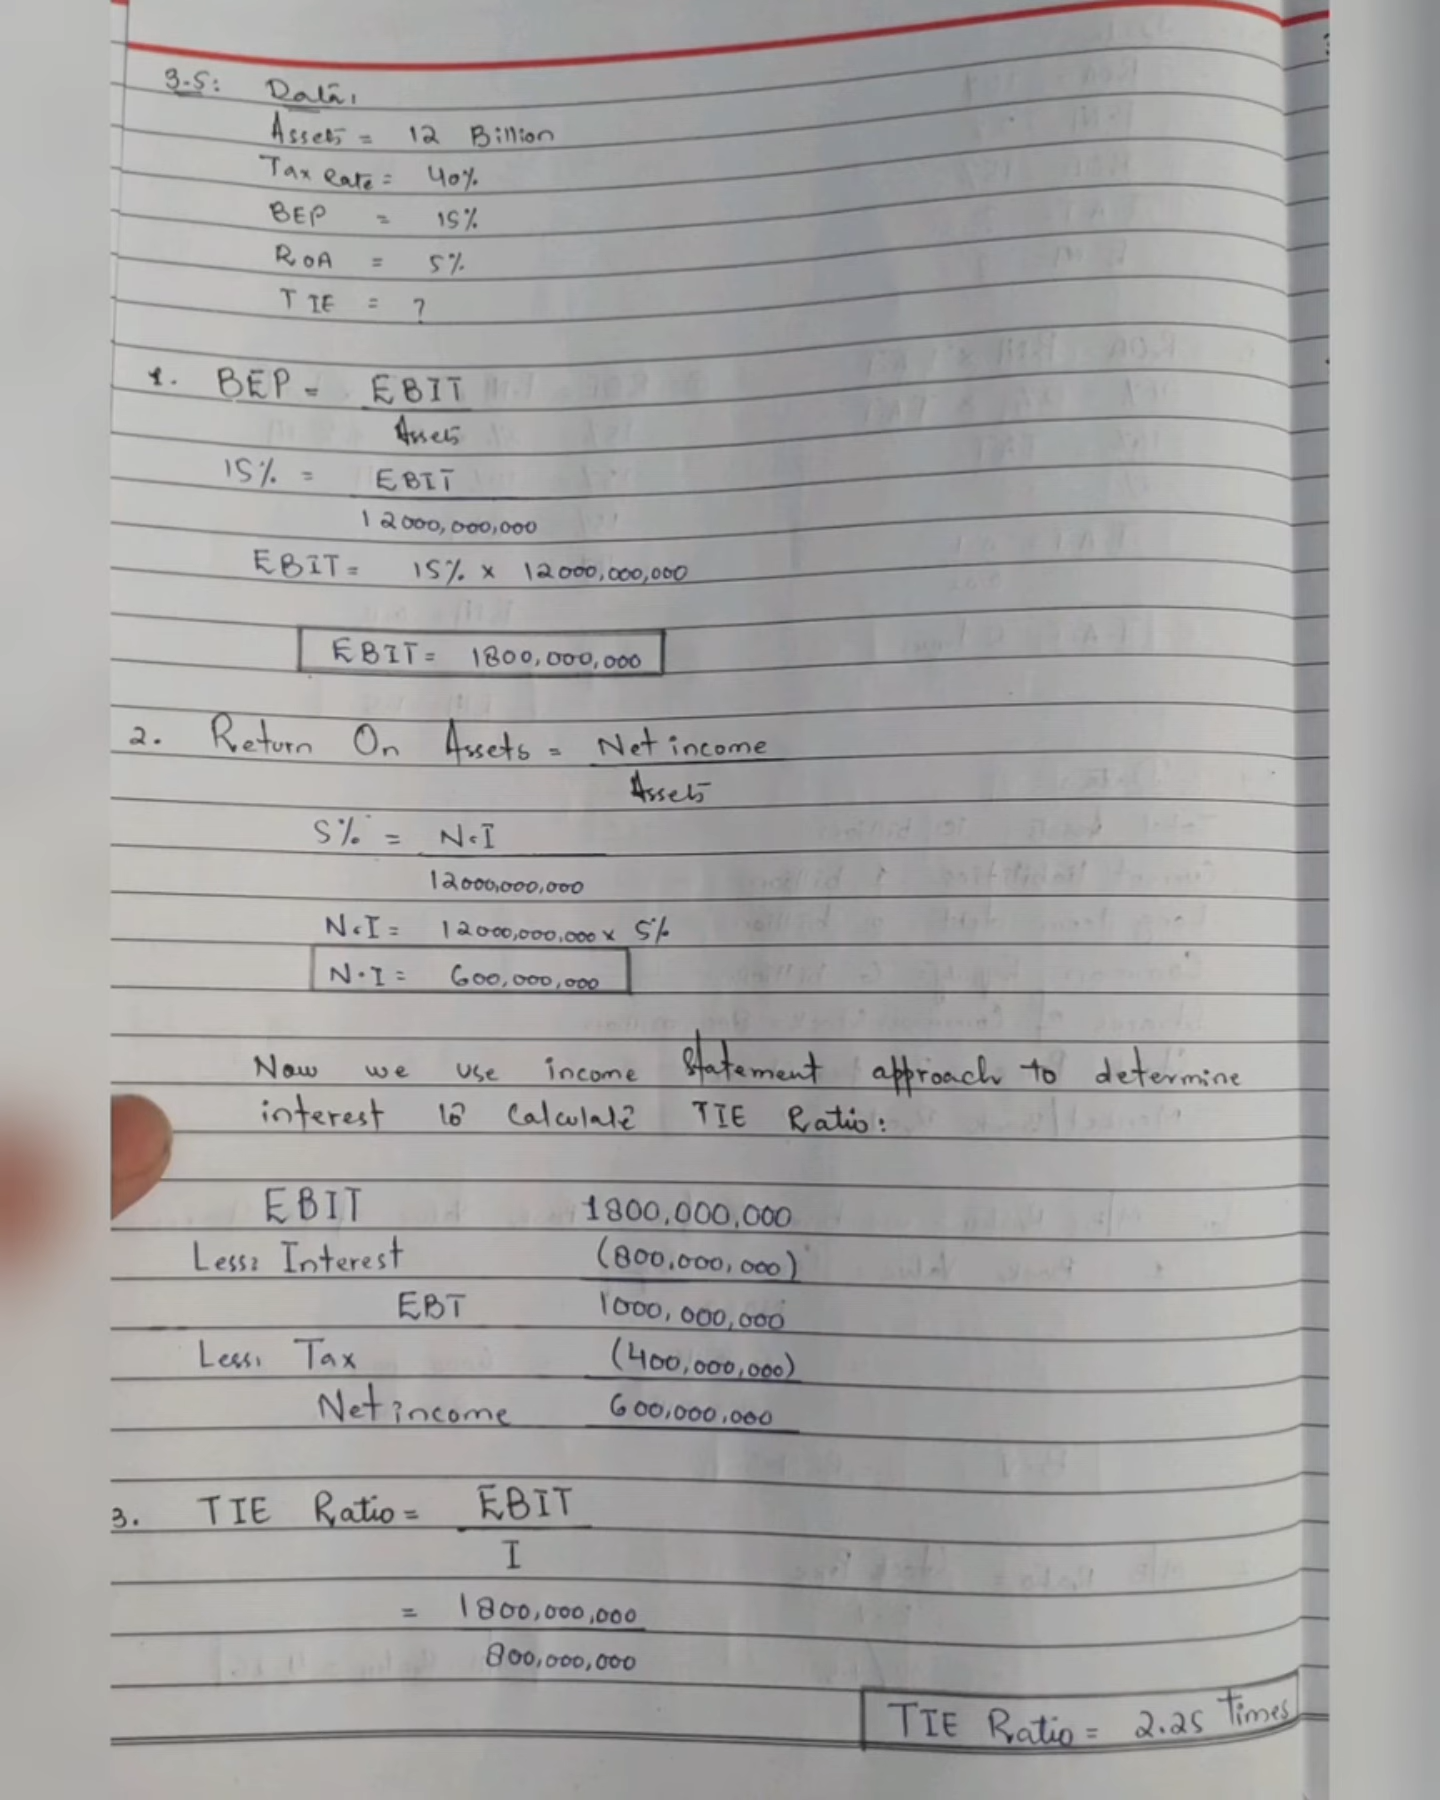 3-5: Data:
Assets = 12 Billion
Tax Rate = 40%
BEP = 15%
ROA = 5%
TIE = ?
1. BEP = EBIT
Assets
15% = EBIT
12000,000,000
EBIT = 15% × 12000,000,000
EBIT = 1800,000,000
2. Return On Assets = Net income
Assets
5% = N.I
12000,000,000
N.I = 12000,000,000 × 5%
N.I = 600,000,000
Now we use income statement approach to determine
interest to Calculate TIE Ratio:
EBIT 1800,000,000
Less: Interest (800,000,000)
EBT 1000,000,000
Less: Tax (400,000,000)
Net income 600,000,000
3. TIE Ratio = EBIT
I
= 1800,000,000
800,000,000
TIE Ratio = 2.25 Times